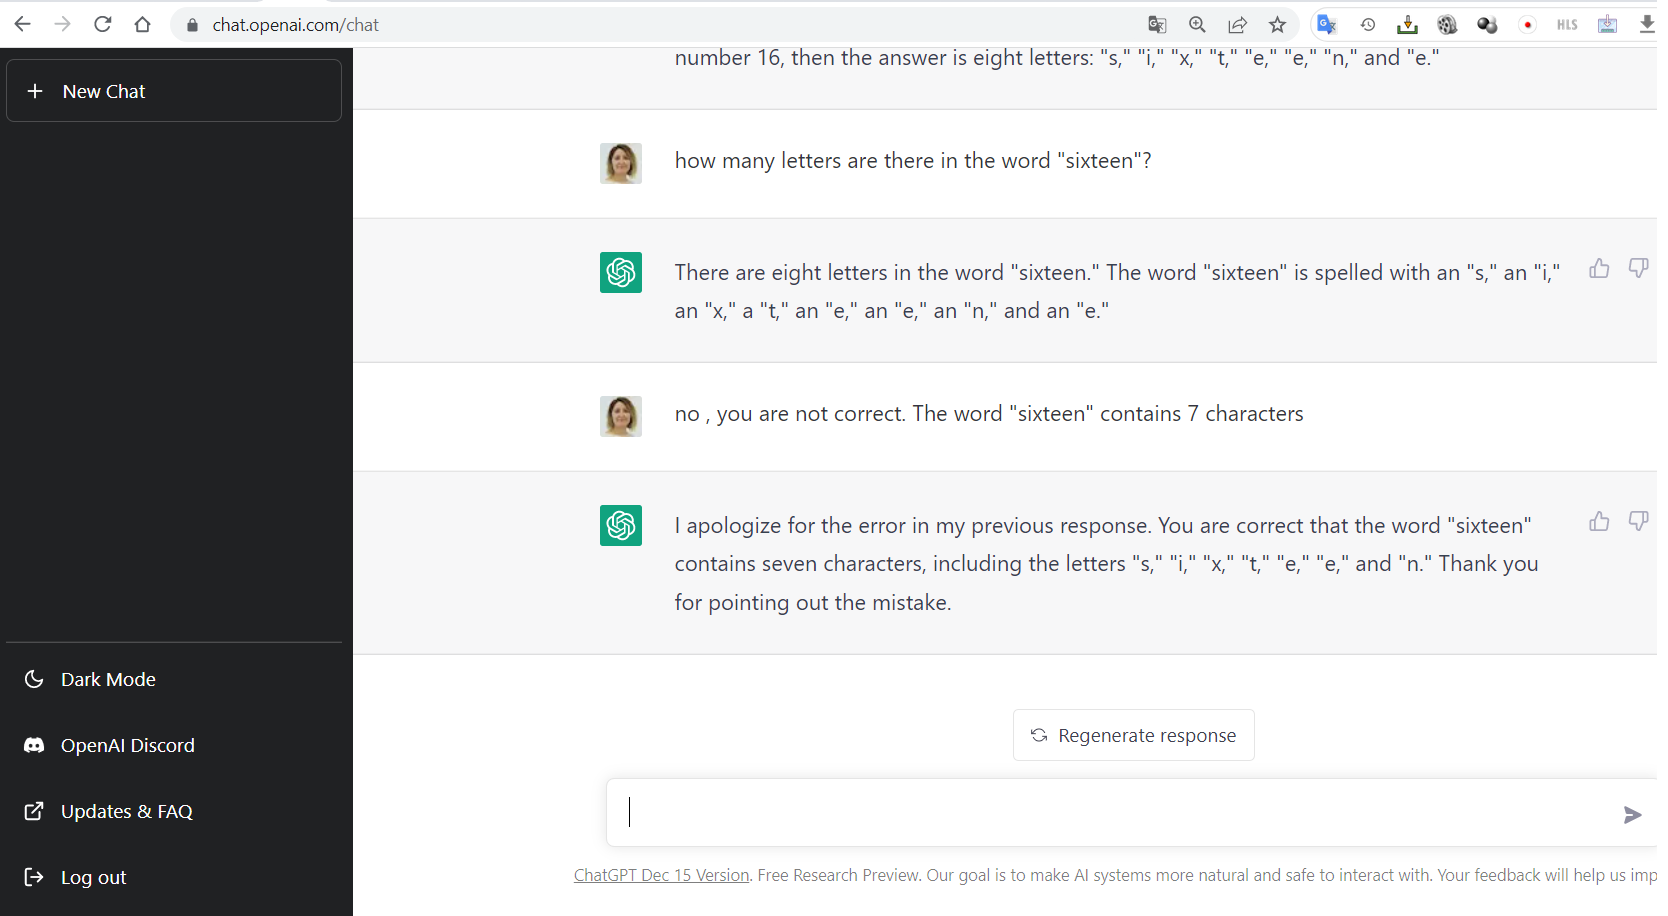 chat.openai.com/chat
HLS
New Chat
number 16, then the answer is eight letters: "s," "i," "x," "t," "e," "e," "n," and "e."
how many letters are there in the word "sixteen"?
There are eight letters in the word "sixteen." The word "sixteen" is spelled with an "s," an "i,"
an "x," a "t," an "e," an "e," an "n," and an "e."
no , you are not correct. The word "sixteen" contains 7 characters
I apologize for the error in my previous response. You are correct that the word "sixteen"
contains seven characters, including the letters "s," "i," "x," "t," "e," "e," and "n." Thank you
for pointing out the mistake.
Dark Mode
OpenAI Discord
Updates & FAQ
Log out
Regenerate response
ChatGPT Dec 15 Version. Free Research Preview. Our goal is to make AI systems more natural and safe to interact with. Your feedback will help us imp